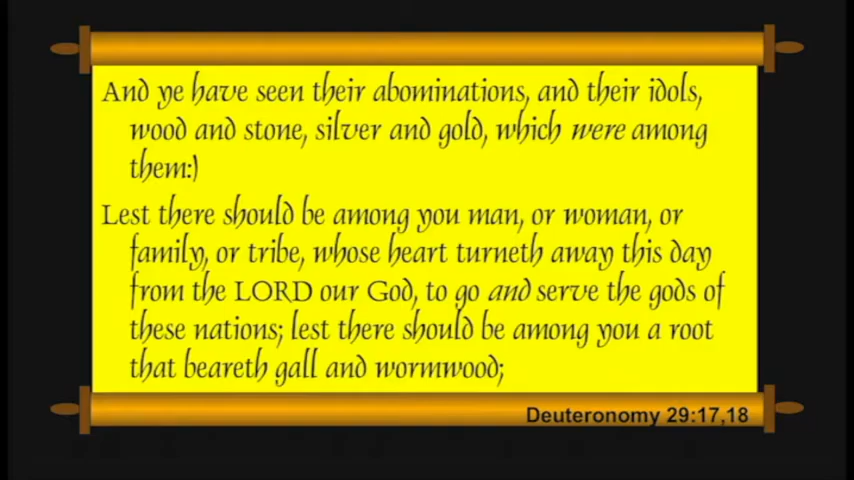 And ye have seen their abominations, and their idols,
wood and stone, silver and gold, which were among
them:)
Lest there should be among you man, or woman, or
family, or tribe, whose heart turneth away this day
from the LORD our God, to go and serve the gods of
these nations; lest there should be among you a root
that beareth gall and wormwood;
Deuteronomy 29:17,18